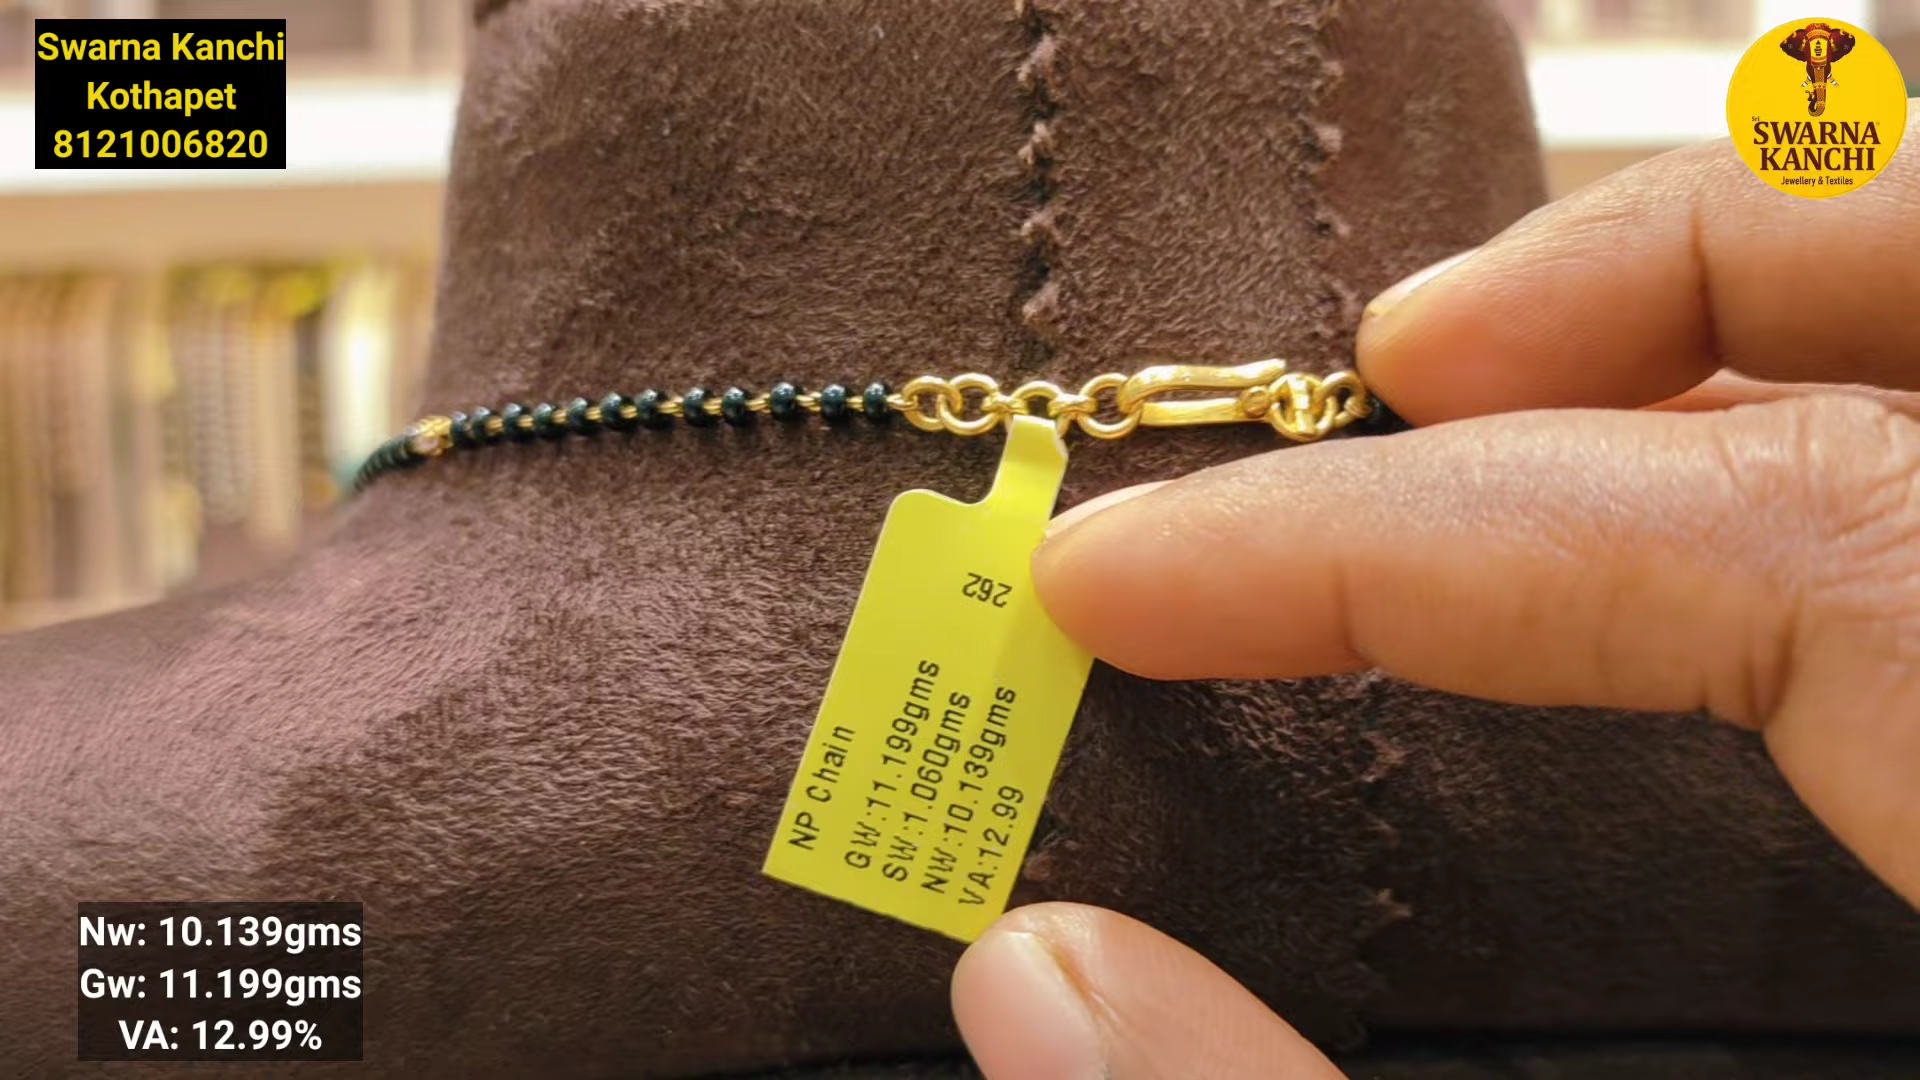 Swarna Kanchi
Kothapet
8121006820
Sri
SWARNA
KANCHI
Jewellery & Textiles
262
NP Chain
GW:11.199gms
SW:1.060gms
NW:10.139gms
VA:12.99
Nw: 10.139gms
Gw: 11.199gms
VA: 12.99%